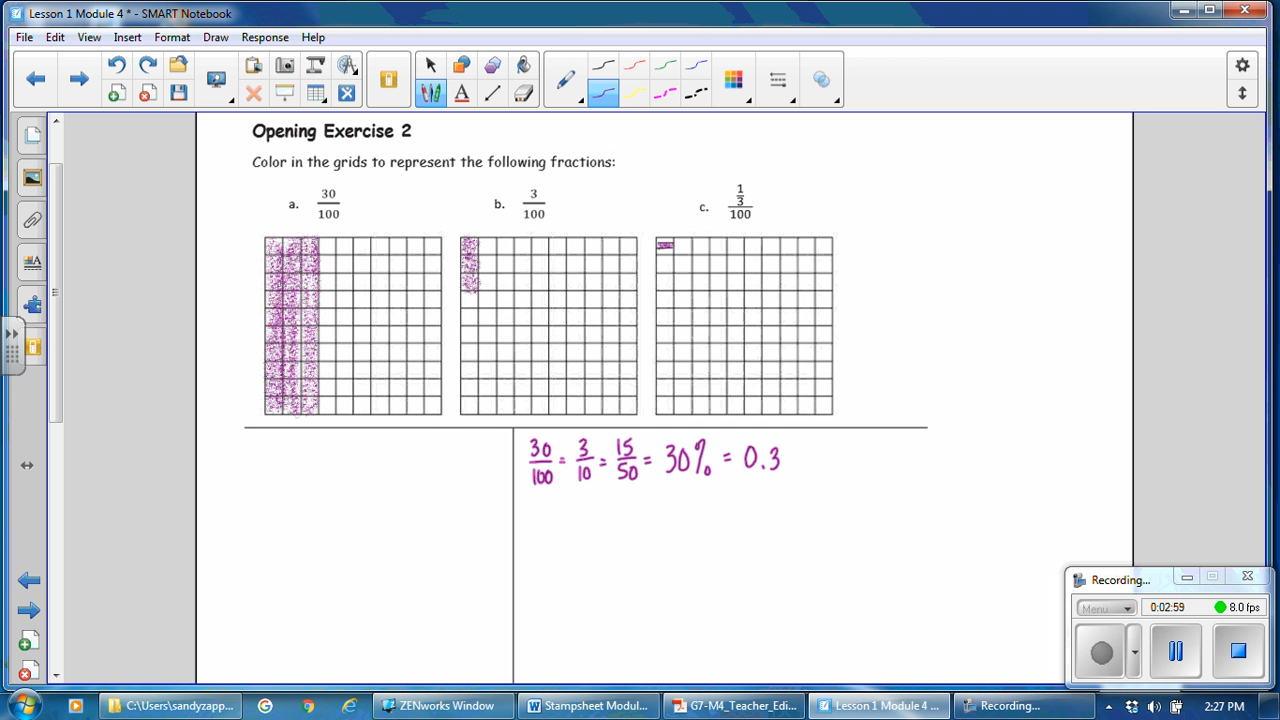 Lesson 1 Module 4 * - SMART Notebook
File Edit View Insert Format Draw Response Help
Opening Exercise 2
Color in the grids to represent the following fractions:
a. 30/100 b. 3/100 c. 1/3/100
30/100 = 3/10 = 15/50 = 30% = 0.3
Recording...
Menu 0:02:59 8.0 fps
C:\Users\sandyzapp... ZENworks Window Stampsheet Modul... G7-M4_Teacher_Edi... Lesson 1 Module 4 ... Recording... 2:27 PM